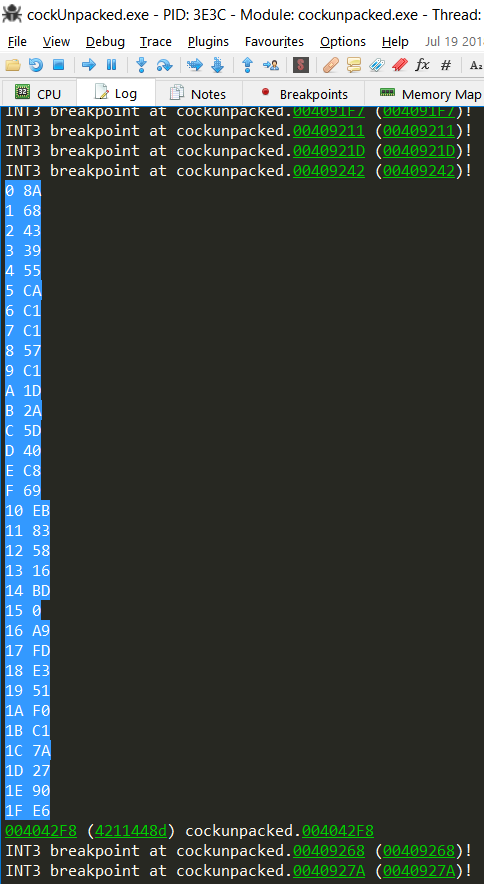 cockUnpacked.exe - PID: 3E3C - Module: cockunpacked.exe - Thread:
File View Debug Trace Plugins Favourites Options Help Jul 19 201
CPU Log Notes Breakpoints Memory Map
INT3 breakpoint at cockunpacked.004091F7 (004091F7)!
INT3 breakpoint at cockunpacked.00409211 (00409211)!
INT3 breakpoint at cockunpacked.0040921D (0040921D)!
INT3 breakpoint at cockunpacked.00409242 (00409242)!
0 8A
1 68
2 43
3 39
4 55
5 CA
6 C1
7 C1
8 57
9 C1
A 1D
B 2A
C 5D
D 40
E C8
F 69
10 EB
11 83
12 58
13 16
14 BD
15 0
16 A9
17 FD
18 E3
19 51
1A F0
1B C1
1C 7A
1D 27
1E 90
1F E6
004042F8 (4211448d) cockunpacked.004042F8
INT3 breakpoint at cockunpacked.00409268 (00409268)!
INT3 breakpoint at cockunpacked.0040927A (0040927A)!